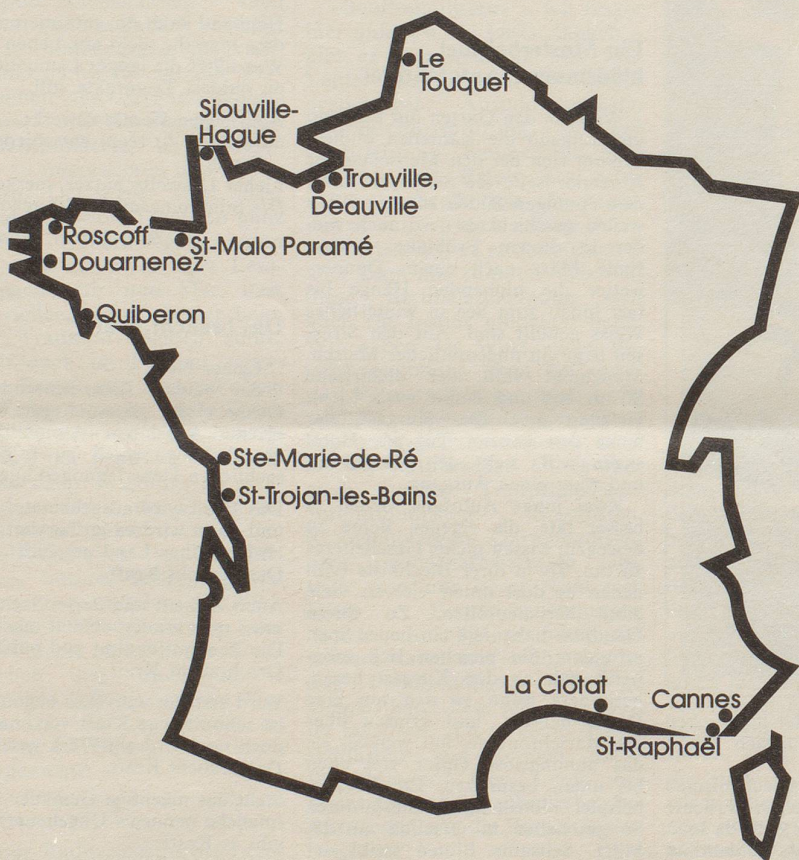 Le
Touquet
Siouville-
Hague
Trouville,
Deauville
Roscoff
St-Malo Paramé
Douarnenez
Quiberon
Ste-Marie-de-Ré
St-Trojan-les-Bains
La Ciotat
Cannes
St-Raphaël